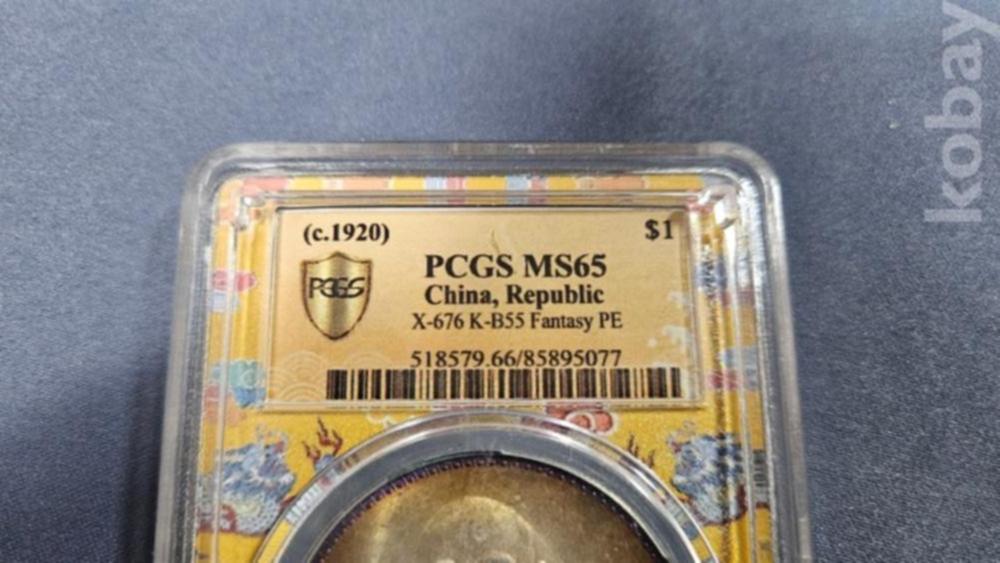 kobay
(c.1920)
$1
PCGS
PCGS MS65
China, Republic
X-676 K-B55 Fantasy PE
518579.66/85895077